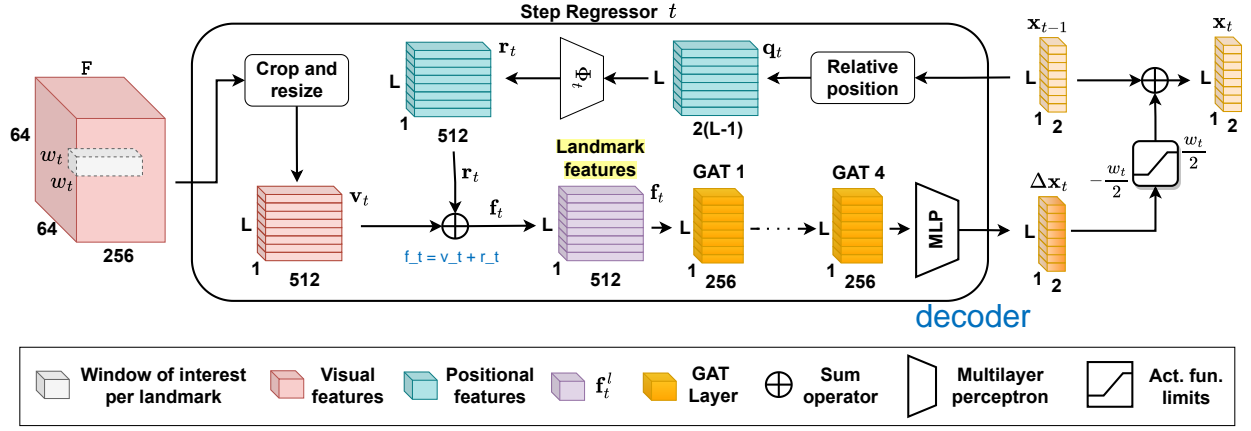 Step Regressor t
F
64
w_t
w_t
64
256
Crop and
resize
L
v_t
1
512
L
r_t
1
512
Φ_t
L
q_t
2(L-1)
Relative
position
r_t
f_t
f_t = v_t + r_t
Landmark
features
L
f_t
1
512
GAT 1
L
1
256
. . . .
GAT 4
L
1
256
MLP
decoder
x_{t-1}
L
1
2
x_t
L
1
2
w_t/2
-w_t/2
Δx_t
L
1
2
Window of interest
per landmark
Visual
features
Positional
features
f_t^l
GAT
Layer
Sum
operator
Multilayer
perceptron
Act. fun.
limits